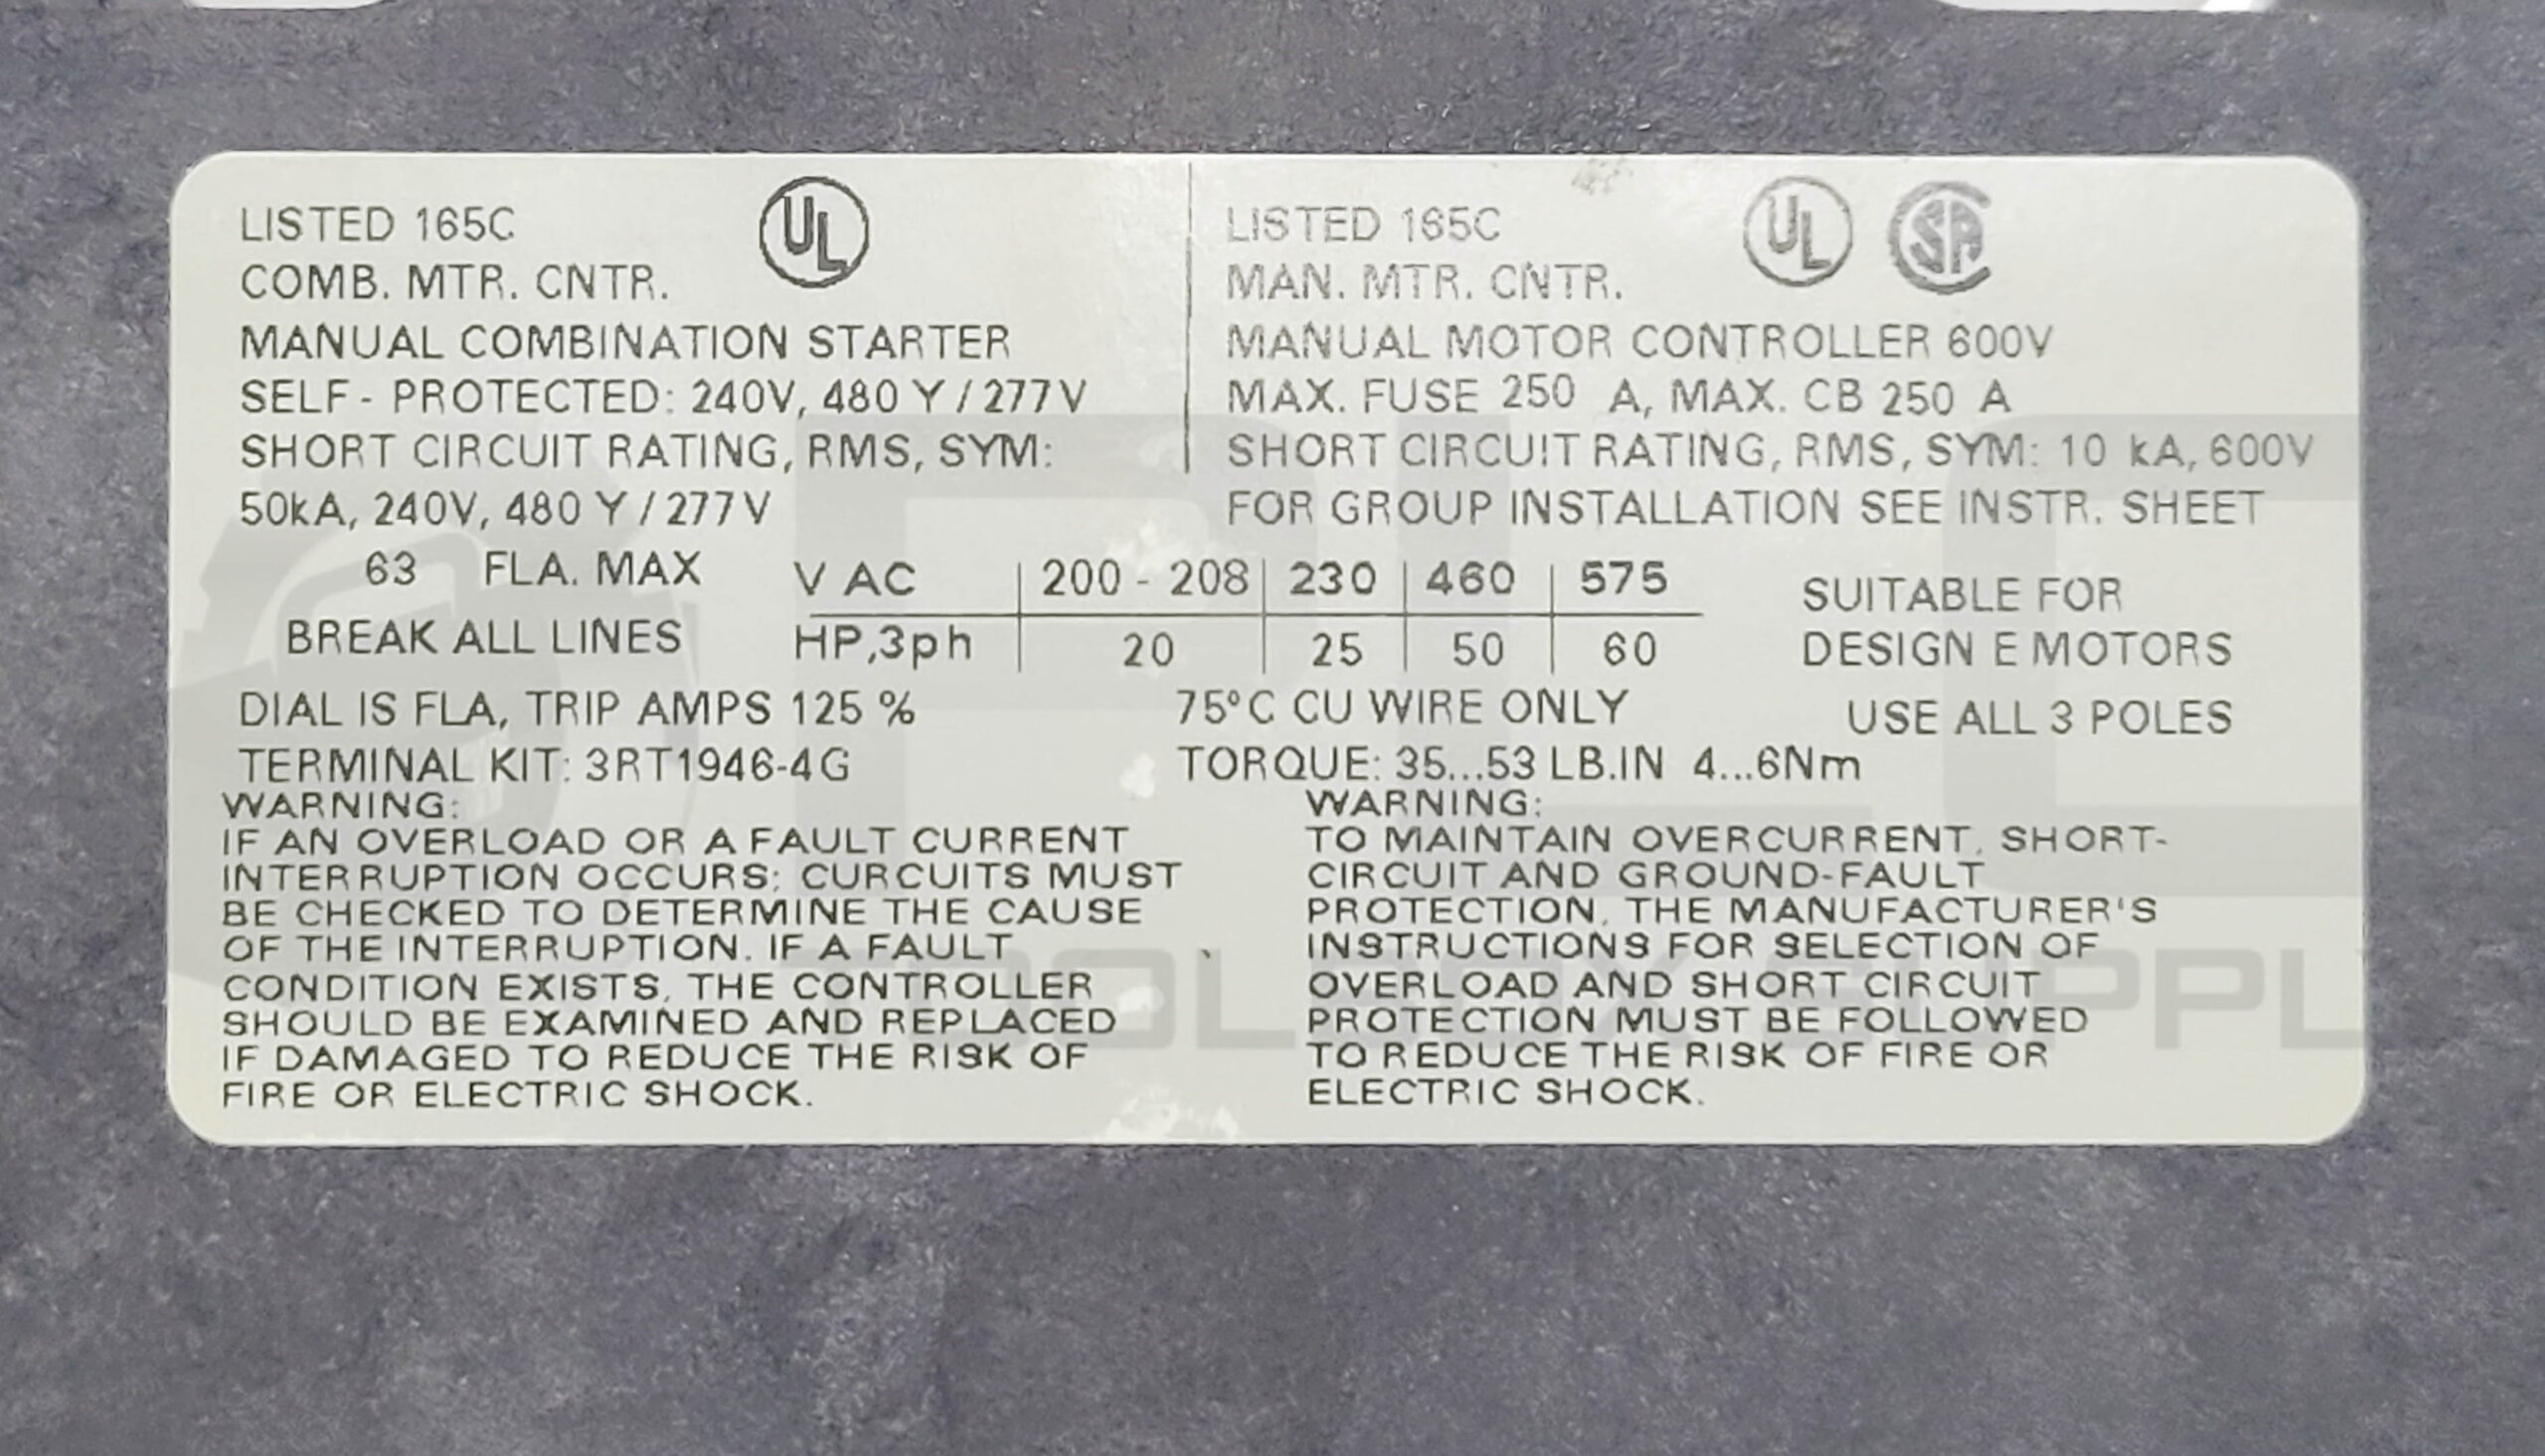 LISTED 165C
COMB. MTR. CNTR.
UL
MANUAL COMBINATION STARTER
SELF - PROTECTED: 240V, 480 Y / 277 V
SHORT CIRCUIT RATING, RMS, SYM:
50kA, 240V, 480 Y / 277 V
LISTED 165C
MAN. MTR. CNTR.
UL SA
MANUAL MOTOR CONTROLLER 600V
MAX. FUSE 250 A, MAX. CB 250 A
SHORT CIRCUIT RATING, RMS, SYM: 10 kA, 600V
FOR GROUP INSTALLATION SEE INSTR. SHEET
63 FLA. MAX
BREAK ALL LINES
V AC 200 - 208 230 460 575
HP,3ph 20 25 50 60
SUITABLE FOR
DESIGN E MOTORS
DIAL IS FLA, TRIP AMPS 125 %
75°C CU WIRE ONLY
USE ALL 3 POLES
TERMINAL KIT: 3RT1946-4G
TORQUE: 35...53 LB.IN 4...6Nm
WARNING:
IF AN OVERLOAD OR A FAULT CURRENT
INTERRUPTION OCCURS; CURCUITS MUST
BE CHECKED TO DETERMINE THE CAUSE
OF THE INTERRUPTION. IF A FAULT
CONDITION EXISTS, THE CONTROLLER
SHOULD BE EXAMINED AND REPLACED
IF DAMAGED TO REDUCE THE RISK OF
FIRE OR ELECTRIC SHOCK.
WARNING:
TO MAINTAIN OVERCURRENT, SHORT-
CIRCUIT AND GROUND-FAULT
PROTECTION, THE MANUFACTURER'S
INSTRUCTIONS FOR SELECTION OF
OVERLOAD AND SHORT CIRCUIT
PROTECTION MUST BE FOLLOWED
TO REDUCE THE RISK OF FIRE OR
ELECTRIC SHOCK.
PLC